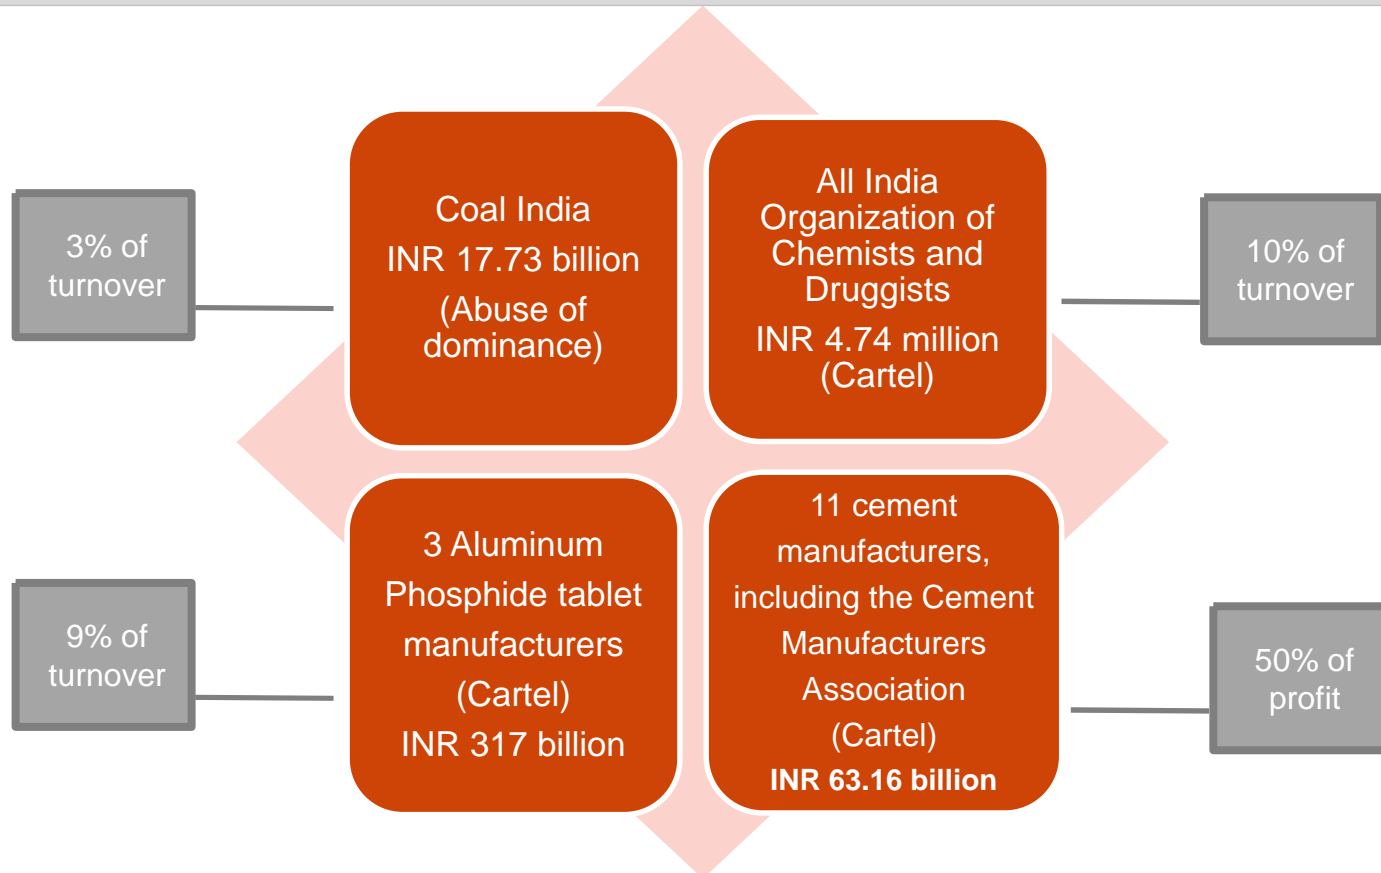 3% of
turnover
Coal India
INR 17.73 billion
(Abuse of
dominance)
All India
Organization of
Chemists and
Druggists
INR 4.74 million
(Cartel)
10% of
turnover
9% of
turnover
3 Aluminum
Phosphide tablet
manufacturers
(Cartel)
INR 317 billion
11 cement
manufacturers,
including the Cement
Manufacturers
Association
(Cartel)
INR 63.16 billion
50% of
profit